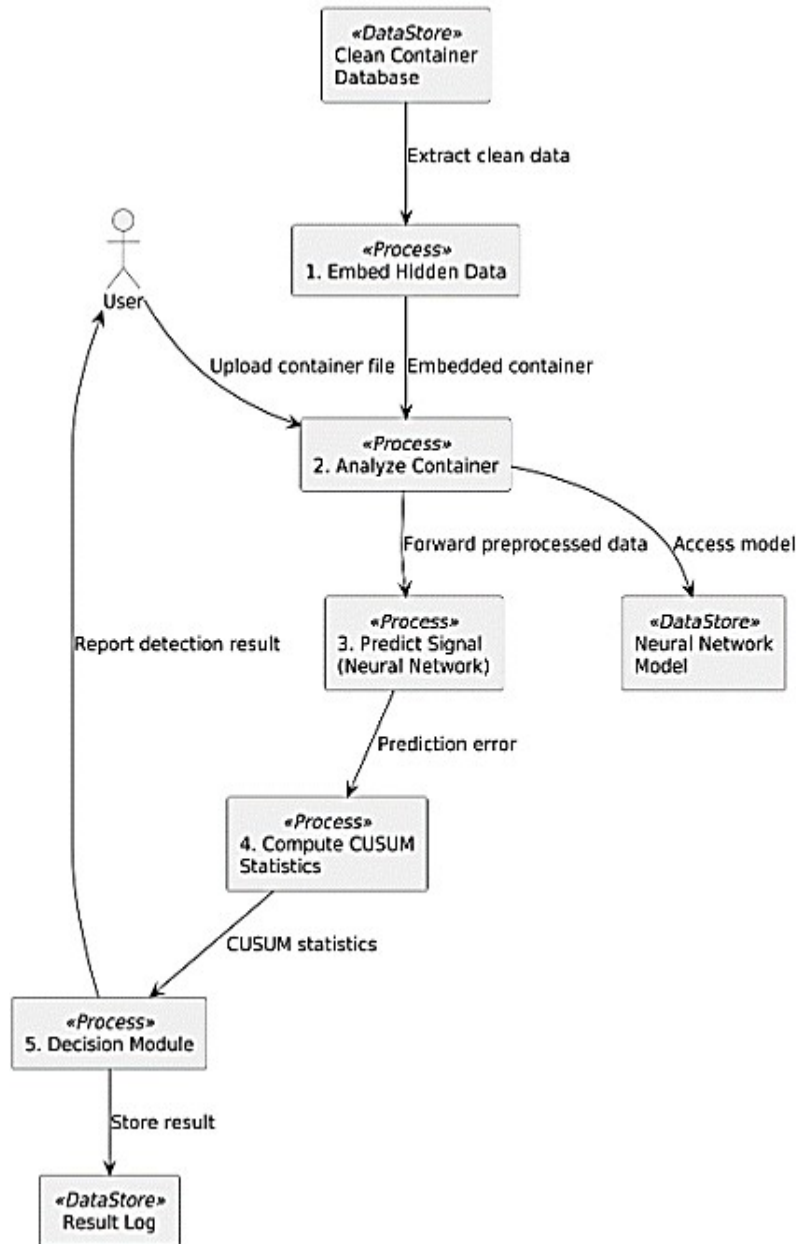 «DataStore»
Clean Container
Database
Extract clean data
«Process»
1. Embed Hidden Data
User
Upload container file
Embedded container
«Process»
2. Analyze Container
Forward preprocessed data
Access model
«Process»
3. Predict Signal
(Neural Network)
«DataStore»
Neural Network
Model
Report detection result
Prediction error
«Process»
4. Compute CUSUM
Statistics
CUSUM statistics
«Process»
5. Decision Module
Store result
«DataStore»
Result Log